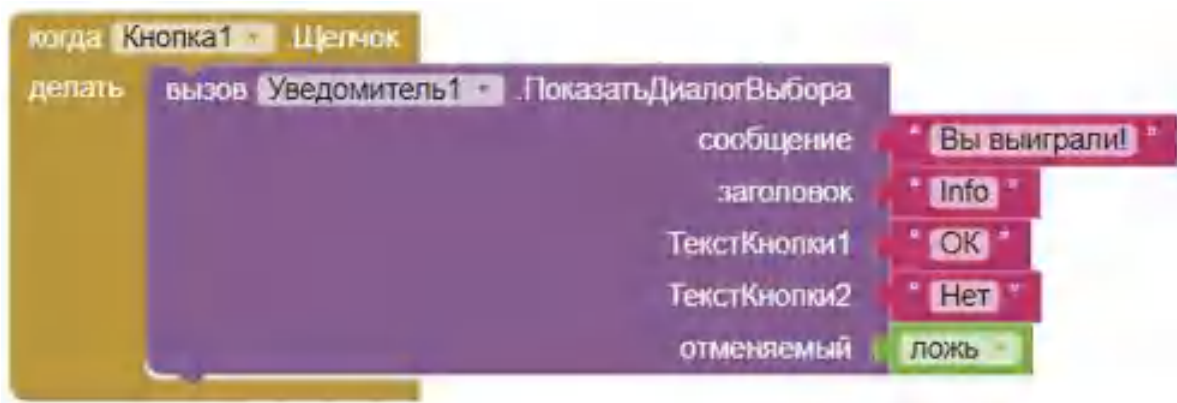 когда Кнопка1 .Щелчок
делать вызов Уведомитель1 .ПоказатьДиалогВыбора
сообщение " Вы выиграли! "
заголовок " Info "
ТекстКнопки1 " OK "
ТекстКнопки2 " Нет "
отменяемый ложь